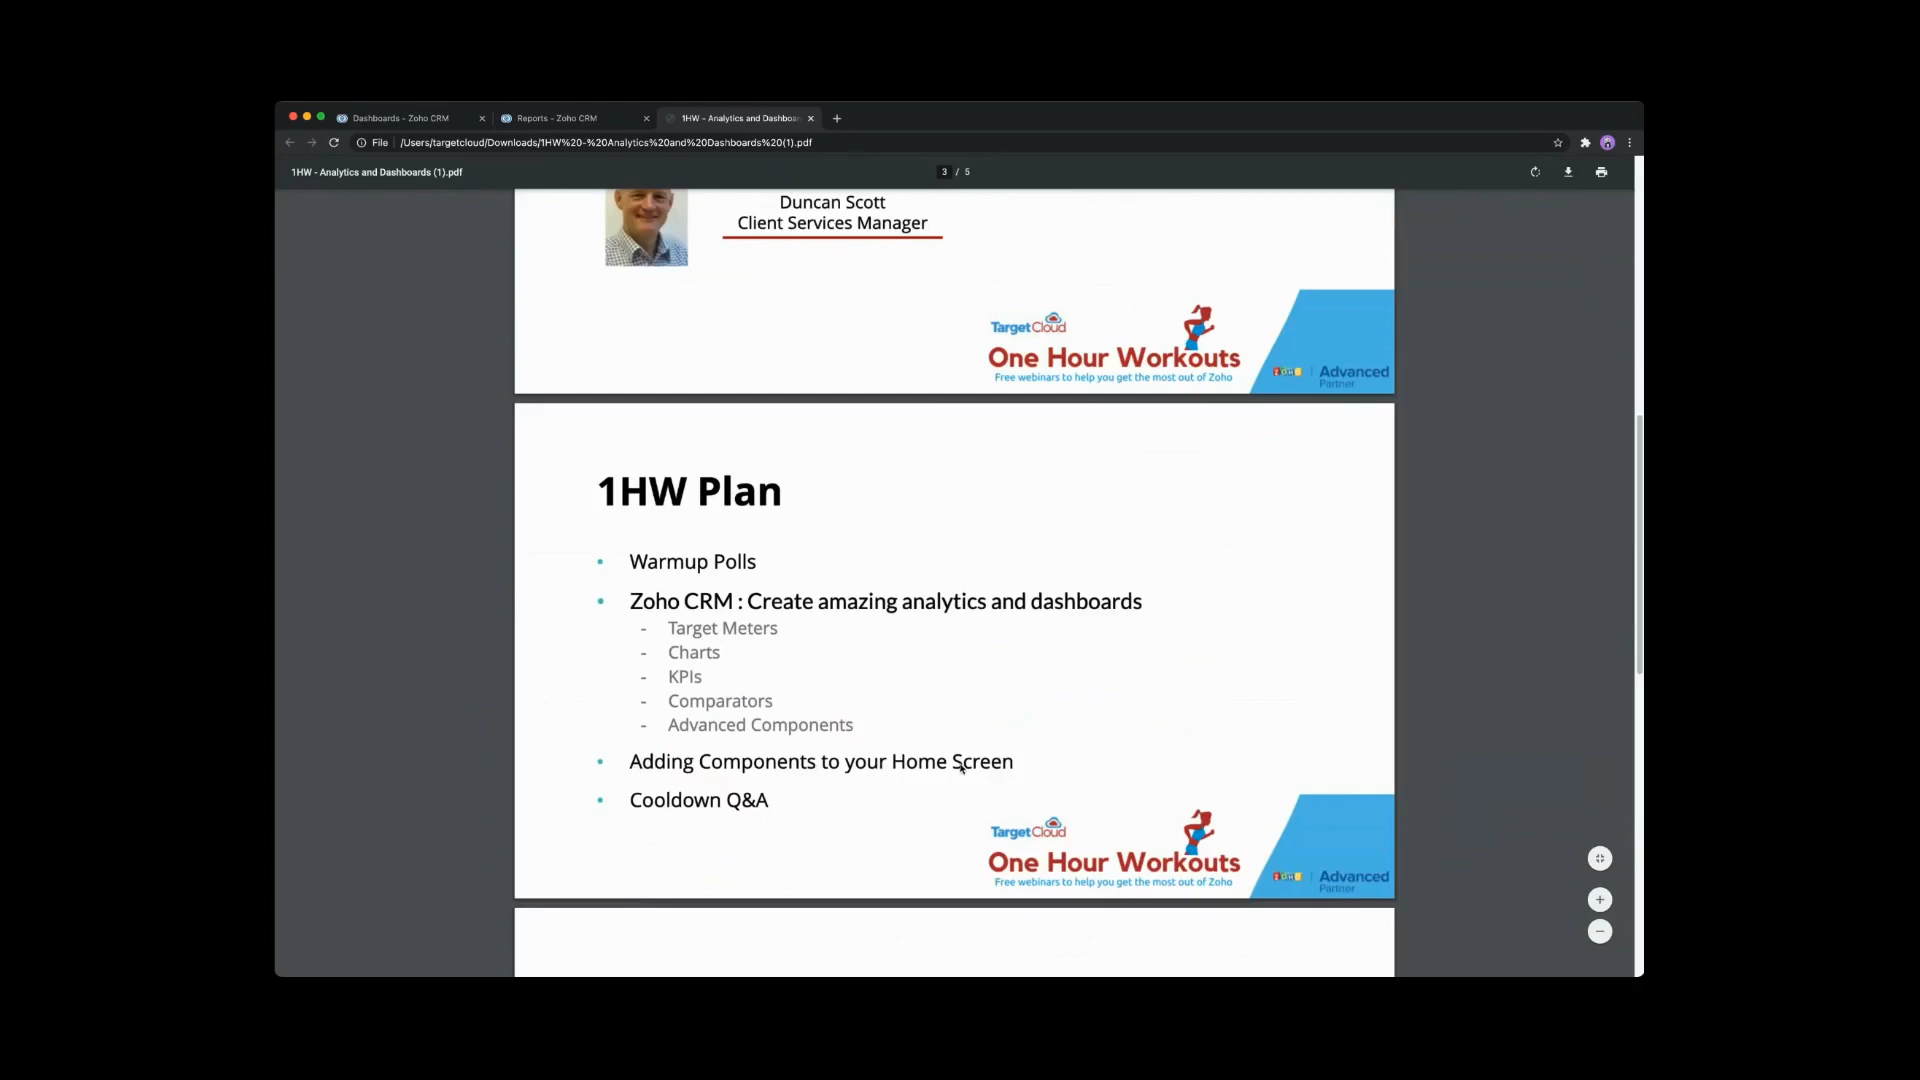 Dashboards - Zoho CRM
Reports - Zoho CRM
1HW - Analytics and Dashboar
File
/Users/targetcloud/Downloads/1HW%20-%20Analytics%20and%20Dashboards%20(1).pdf
1HW - Analytics and Dashboards (1).pdf
3 / 5
Duncan Scott
Client Services Manager
TargetCloud
One Hour Workouts
Free webinars to help you get the most out of Zoho
ZOHO | Advanced
Partner
1HW Plan
• Warmup Polls
• Zoho CRM : Create amazing analytics and dashboards
- Target Meters
- Charts
- KPIs
- Comparators
- Advanced Components
• Adding Components to your Home Screen
• Cooldown Q&A
TargetCloud
One Hour Workouts
Free webinars to help you get the most out of Zoho
ZOHO | Advanced
Partner